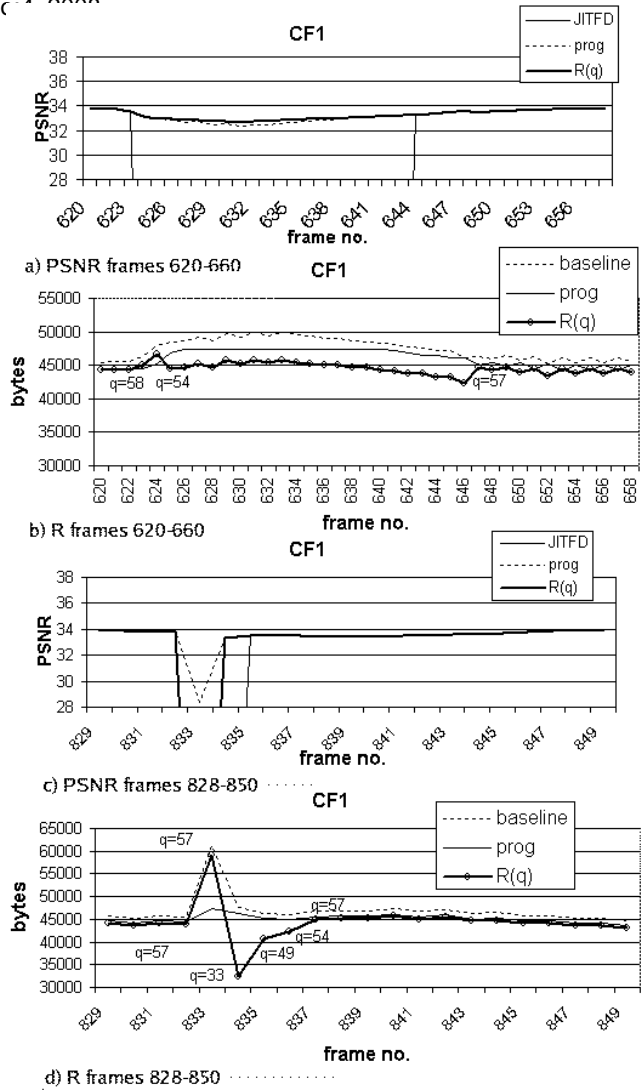 CF1
JITFD
prog
R(q)
PSNR
38
36
34
32
30
28
620 623 626 629 632 635 638 641 644 647 650 653 656
frame no.
a) PSNR frames 620-660
CF1
baseline
prog
R(q)
bytes
55000
50000
45000
40000
35000
30000
q=58 q=54 q=57
620 622 624 626 628 630 632 634 636 638 640 642 644 646 648 650 652 654 656 658
frame no.
b) R frames 620-660
CF1
JITFD
prog
R(q)
PSNR
38
36
34
32
30
28
829 831 833 835 837 839 841 843 845 847 849
frame no.
c) PSNR frames 828-850
CF1
baseline
prog
R(q)
bytes
65000
60000
55000
50000
45000
40000
35000
30000
q=57
q=57
q=57
q=54
q=49
q=33
829 831 833 835 837 839 841 843 845 847 849
frame no.
d) R frames 828-850